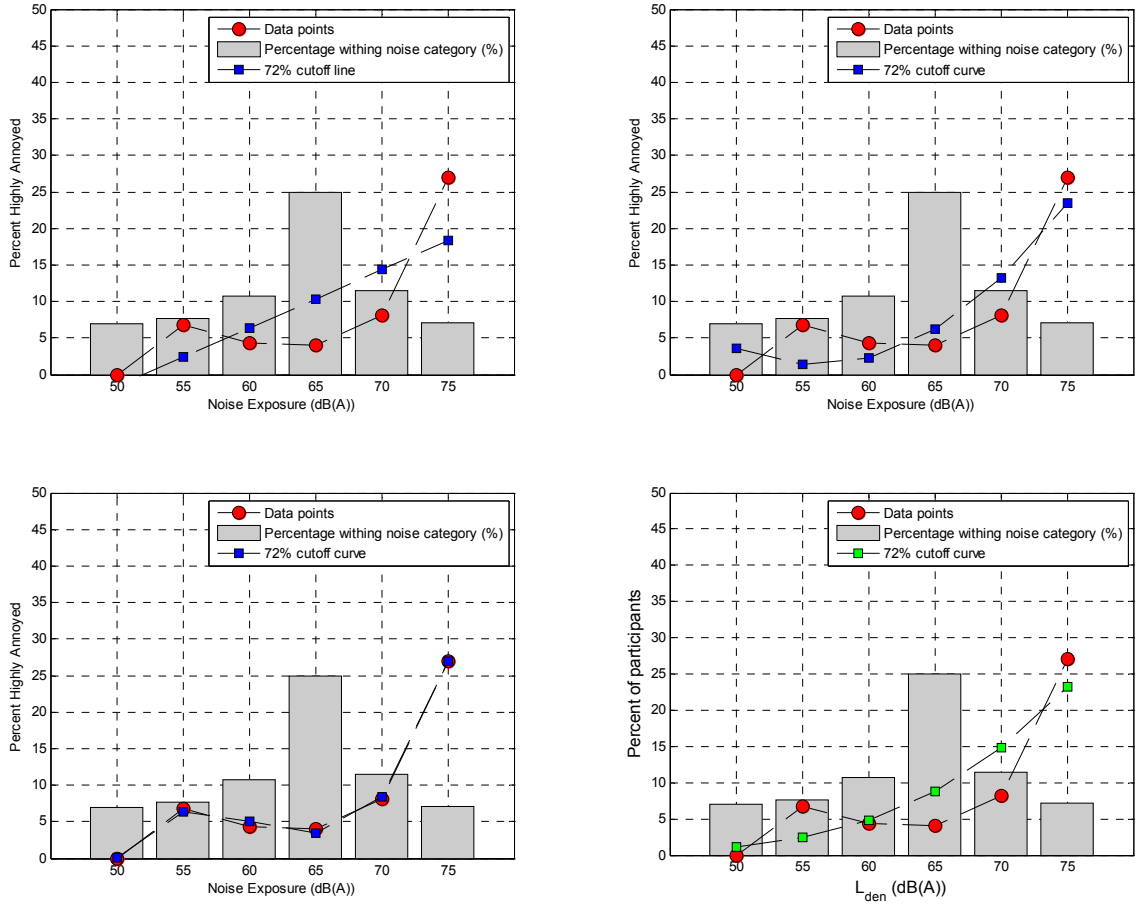 50
45
40
35
30
25
20
15
10
5
0
Percent Highly Annoyed
Data points
Percentage withing noise category (%)
72% cutoff line
50 55 60 65 70 75
Noise Exposure (dB(A))
50
45
40
35
30
25
20
15
10
5
0
Percent Highly Annoyed
Data points
Percentage withing noise category (%)
72% cutoff curve
50 55 60 65 70 75
Noise Exposure (dB(A))
50
45
40
35
30
25
20
15
10
5
0
Percent Highly Annoyed
Data points
Percentage withing noise category (%)
72% cutoff curve
50 55 60 65 70 75
Noise Exposure (dB(A))
50
45
40
35
30
25
20
15
10
5
0
Percent of participants
Data points
Percentage withing noise category (%)
72% cutoff curve
50 55 60 65 70 75
L_den (dB(A))